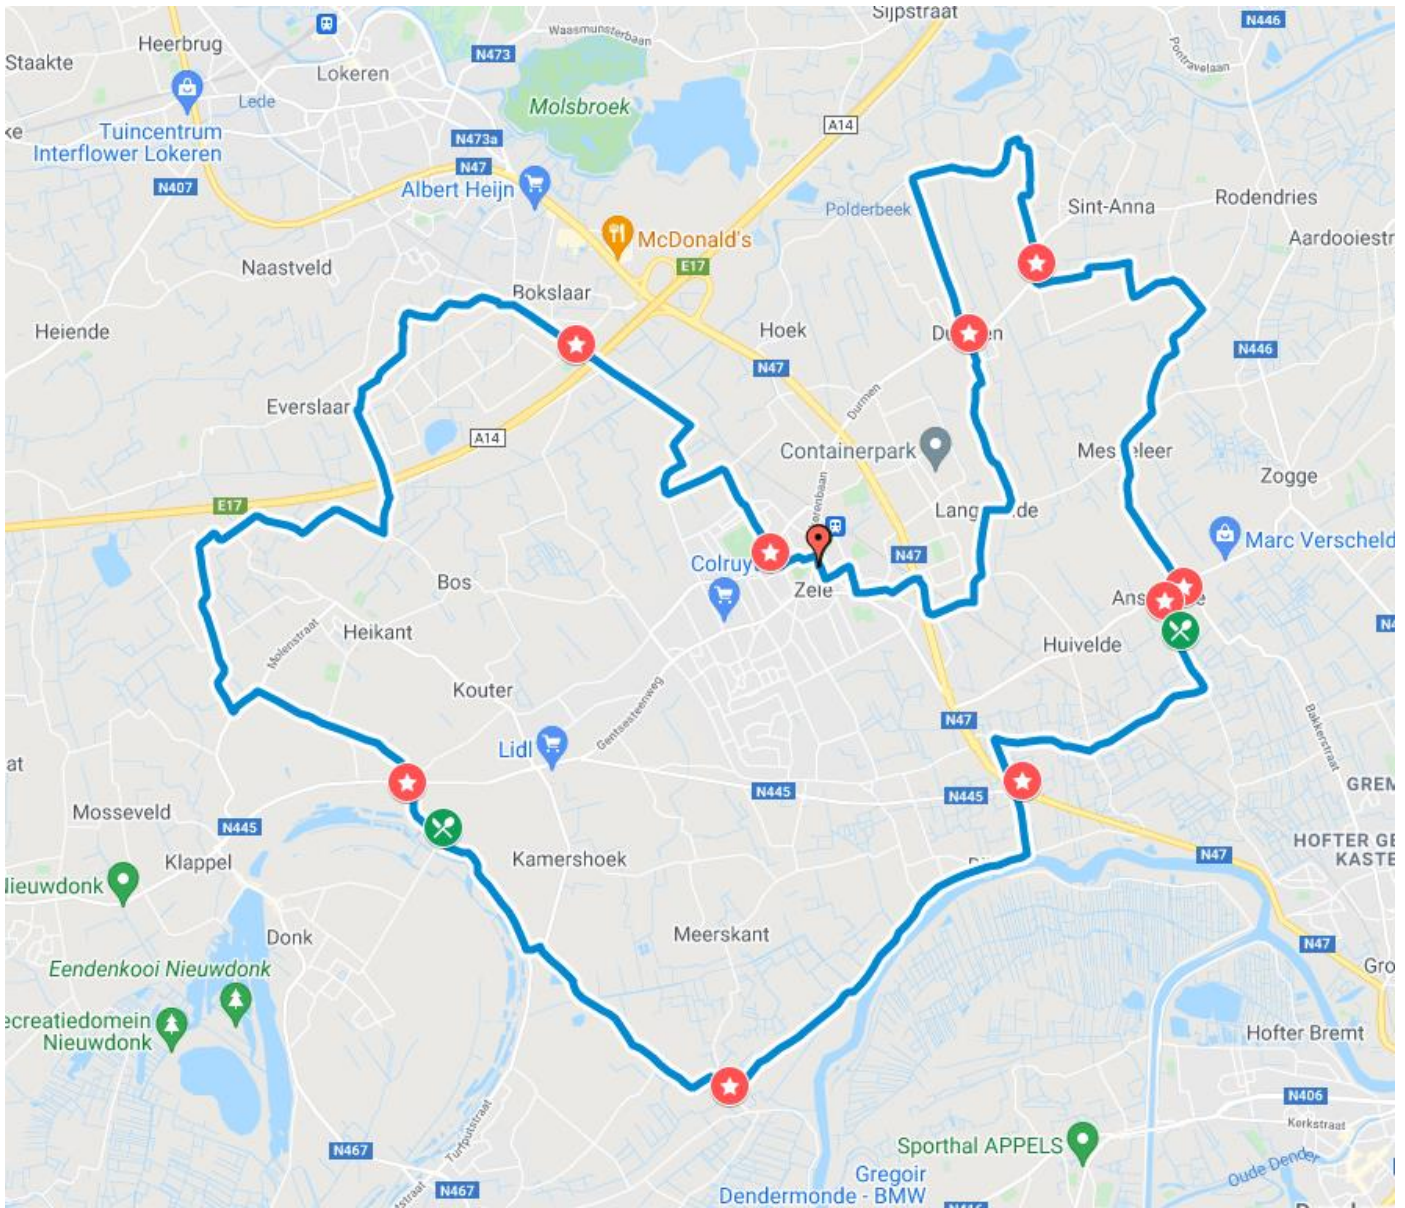 Sijpstraat
N446
Heerbrug
Waasmunsterbaan
N473
Staakte
Lokeren
Pontravelaan
Lede
Molsbroek
A14
Tuincentrum
Interflower Lokeren
N473a
N47
N407
Albert Heijn
Polderbeek
Sint-Anna
Rodendries
McDonald's
Aardooiestr
E17
Naastveld
Bokslaar
Heiende
Hoek
N446
N47
Everslaar
Durmen
A14
Containerpark
Mes eleer
Zogge
E17
Lang de
N47
Marc Verscheld
Colruy
Bos
Zele
Ans e
Heikant
Molenstraat
Huivelde
Kouter
Gentsesteenweg
N47
Bakkerstraat
Lidl
at
N445
N445
GREM
Mosseveld
N445
HOFTER GE
KASTE
Klappel
Kamershoek
N47
Nieuwdonk
Donk
Meerskant
N47
Gro
Eendenkooi Nieuwdonk
ecreatiedomein
Nieuwdonk
Hofter Bremt
N406
Kerkstraat
Turfputstraat
N467
Sporthal APPELS
Oude Dender
N467
Gregoir
Dendermonde - BMW